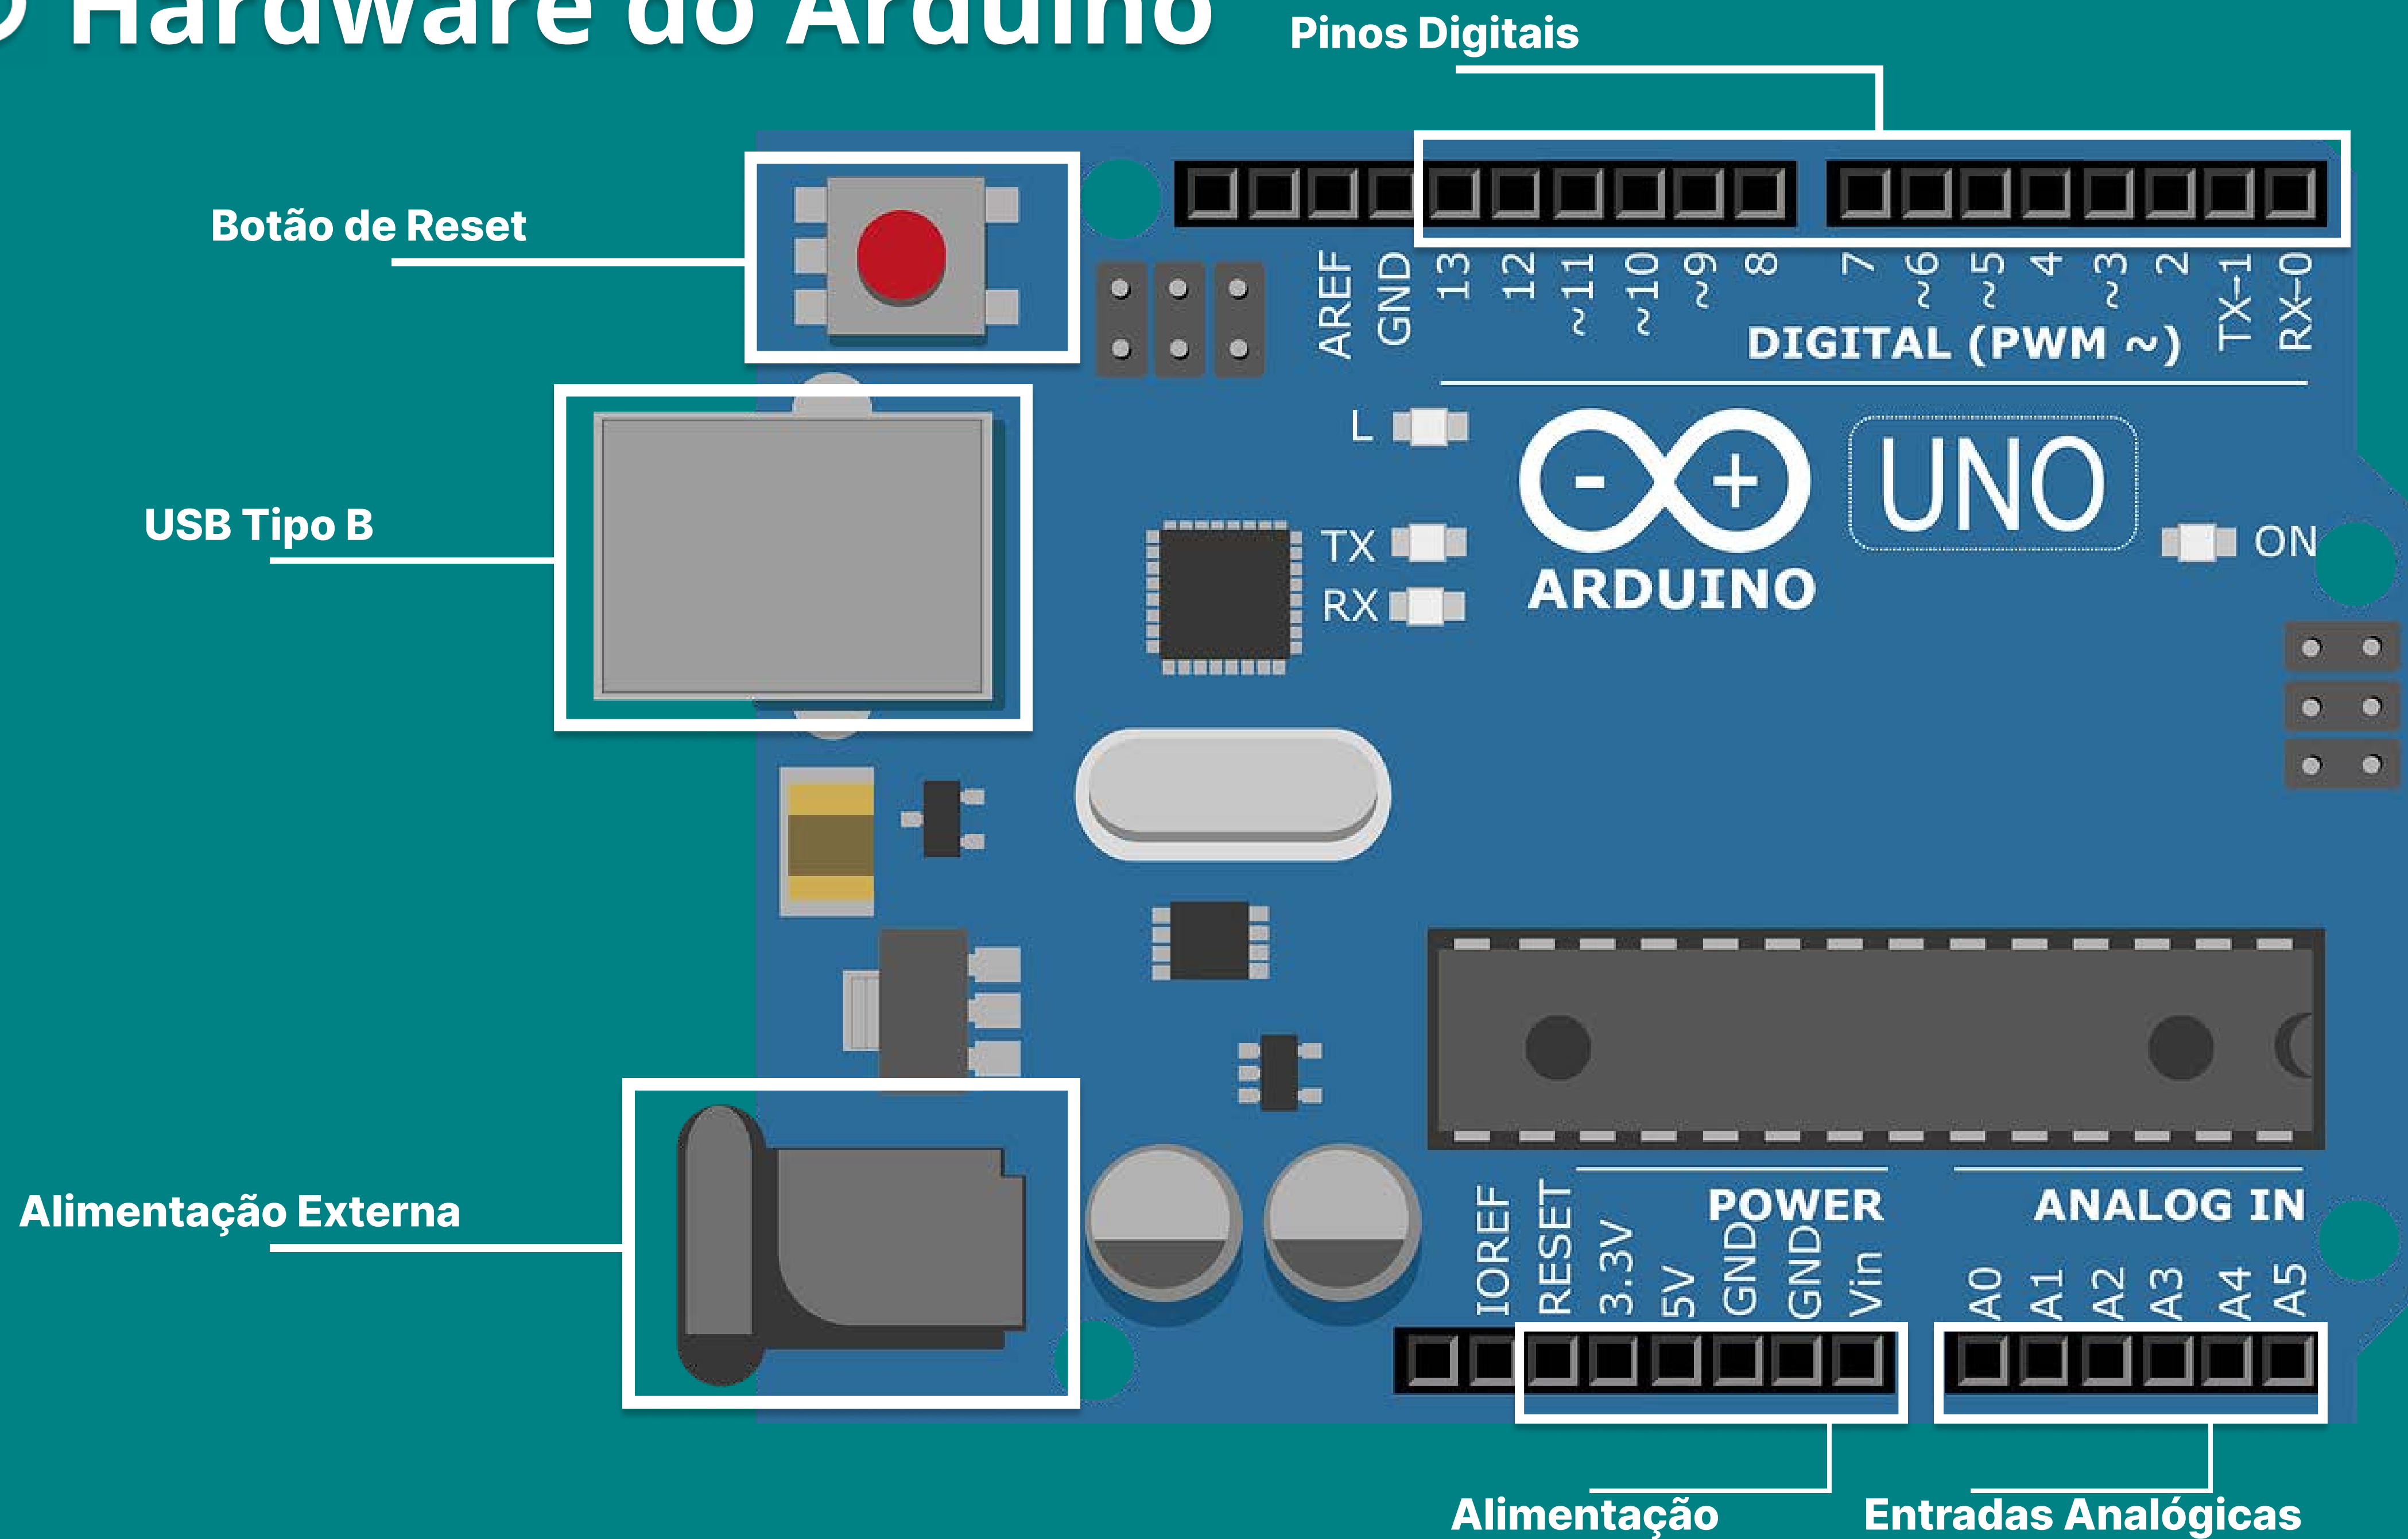 Hardware do Arduino
Pinos Digitais
Botão de Reset
AREF
GND
13
12
~11
~10
~9
8
7
~6
~5
4
~3
2
TX→1
RX←0
DIGITAL (PWM ~)
L
- +
UNO
USB Tipo B
TX
ON
ARDUINO
RX
Alimentação Externa
POWER
ANALOG IN
IOREF
RESET
3.3V
5V
GND
GND
Vin
A0
A1
A2
A3
A4
A5
Alimentação
Entradas Analógicas